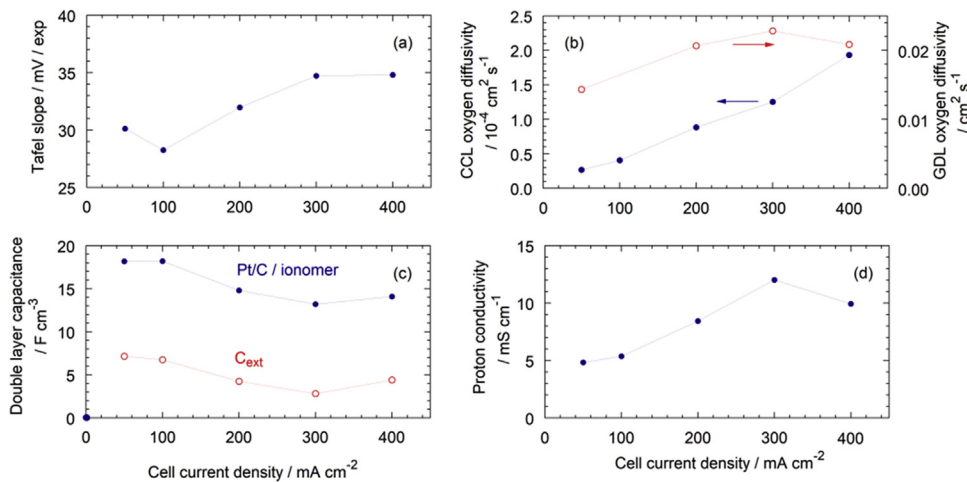 (a)
Tafel slope / mV / exp
40
35
30
25
0
100
200
300
400
(b)
CCL oxygen diffusivity
/ 10⁻⁴ cm² s⁻¹
2.5
2.0
1.5
1.0
0.5
0.0
0.02
0.01
0.00
GDL oxygen diffusivity
/ cm² s⁻¹
0
100
200
300
400
(c)
Pt/C / ionomer
C_ext
Double layer capacitance
/ F cm⁻³
20
15
10
5
0
0
100
200
300
400
Cell current density / mA cm⁻²
(d)
Proton conductivity
/ mS cm⁻¹
15
10
5
0
0
100
200
300
400
Cell current density / mA cm⁻²